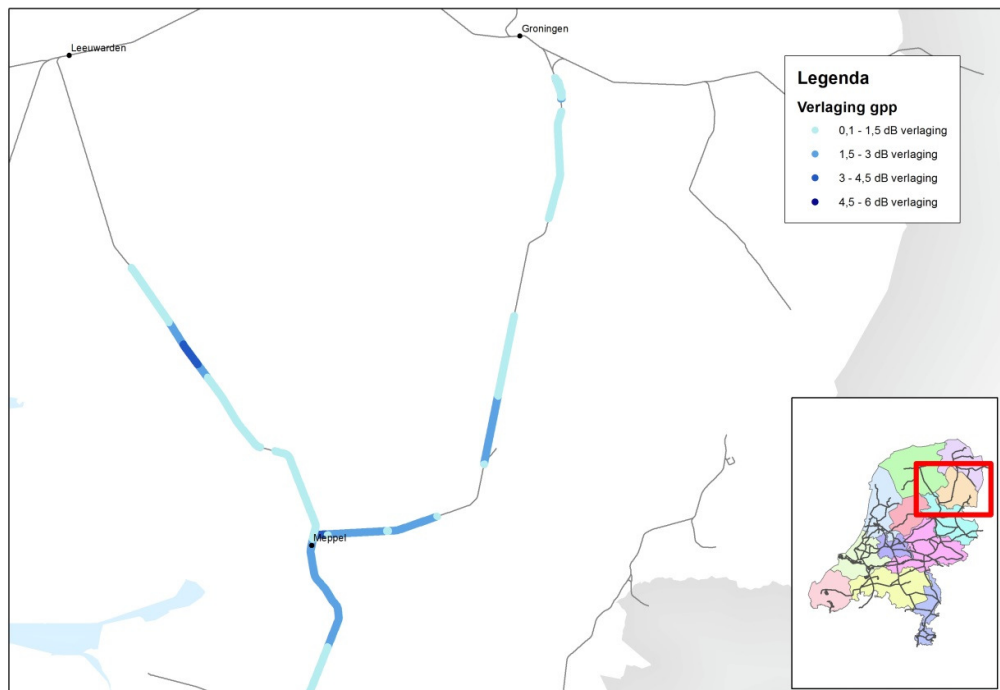 Leeuwarden
Groningen
Legenda
Verlaging gpp
0,1 - 1,5 dB verlaging
1,5 - 3 dB verlaging
3 - 4,5 dB verlaging
4,5 - 6 dB verlaging
Meppel